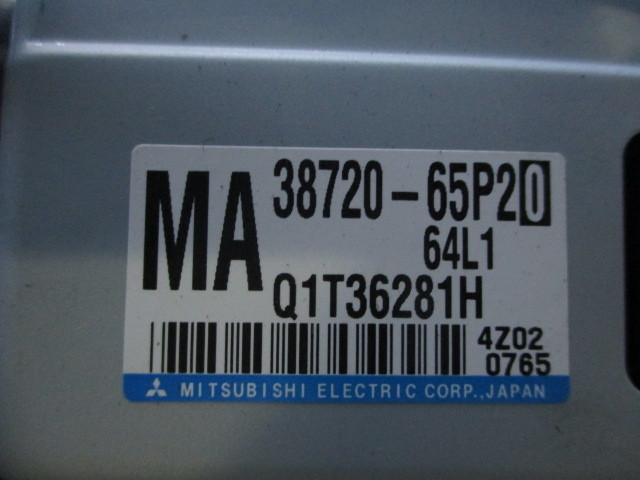 MA 38720-65P20
64L1
Q1T36281H
4Z02
0765
MITSUBISHI ELECTRIC CORP., JAPAN